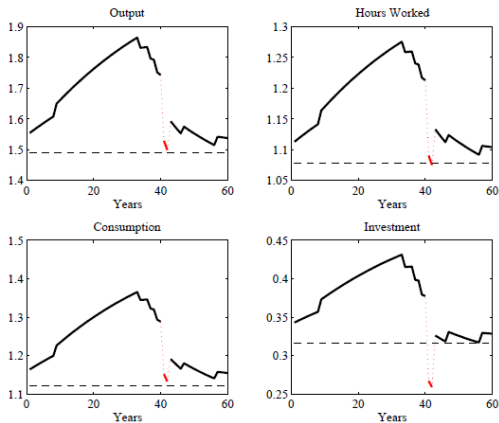 Output
1.9
1.8
1.7
1.6
1.5
1.4
0 20 40 60
Years
Hours Worked
1.3
1.25
1.2
1.15
1.1
1.05
0 20 40 60
Years
Consumption
1.5
1.4
1.3
1.2
1.1
0 20 40 60
Years
Investment
0.45
0.4
0.35
0.3
0.25
0 20 40 60
Years